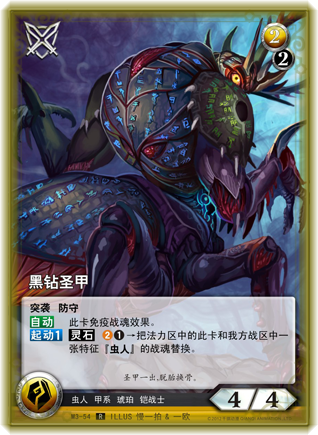 2
2
黑钻圣甲
突袭 防守
自动 此卡免疫战魂效果。
起动1 灵石 2 1 →把法力区中的此卡和我方战区中一
张特征『虫人』的战魂替换。
圣甲一出,脱胎换骨。
虫人 甲系 琥珀 铠战士
4/4
W3-54 R ILLUS 慢一拍 & 一欧